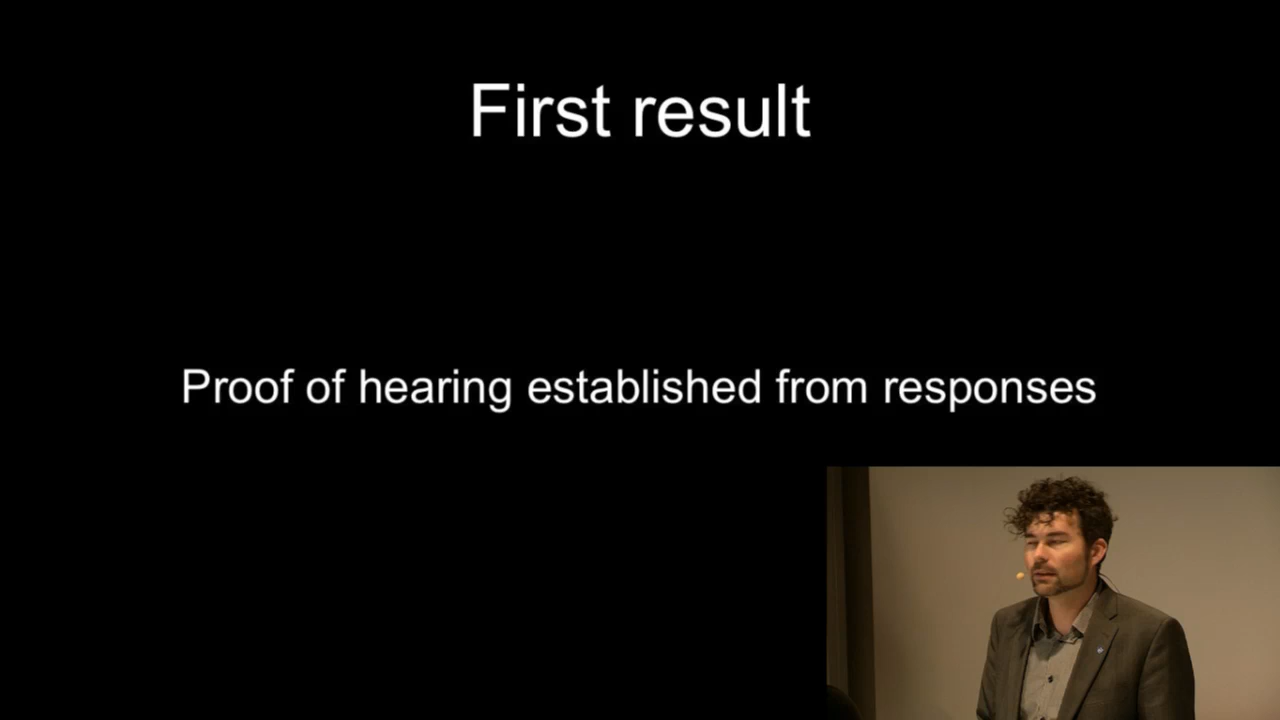 First result
Proof of hearing established from responses